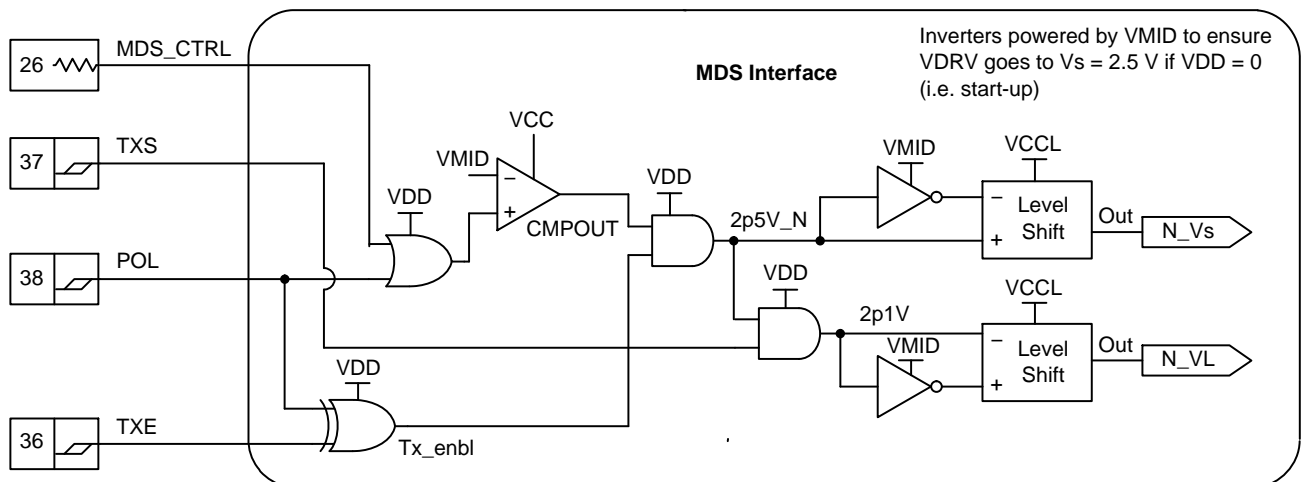 Inverters powered by VMID to ensure
VDRV goes to Vs = 2.5 V if VDD = 0
(i.e. start-up)
MDS Interface
26
MDS_CTRL
37
TXS
VCC
VMID
−
+
CMPOUT
VDD
VDD
2p5V_N
VMID
VCCL
−
+
Level
Shift
Out
N_Vs
38
POL
VDD
2p1V
VMID
VCCL
−
+
Level
Shift
Out
N_VL
VDD
36
TXE
Tx_enbl